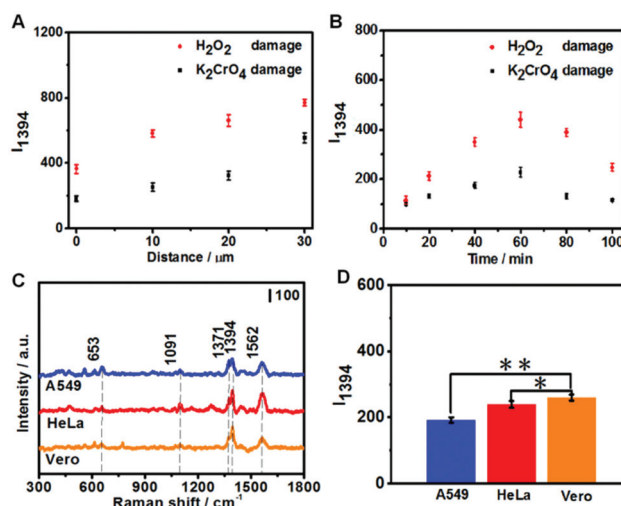 A
1200
800
400
0
I1394
H2O2 damage
K2CrO4 damage
0 10 20 30
Distance / μm
B
800
600
400
200
0
I1394
H2O2 damage
K2CrO4 damage
20 40 60 80 100
Time / min
C
Intensity / a.u.
100
653
1091
1371
1394
1562
A549
HeLa
Vero
300 600 900 1200 1500 1800
Raman shift / cm-1
D
600
400
200
0
I1394
**
*
A549 HeLa Vero